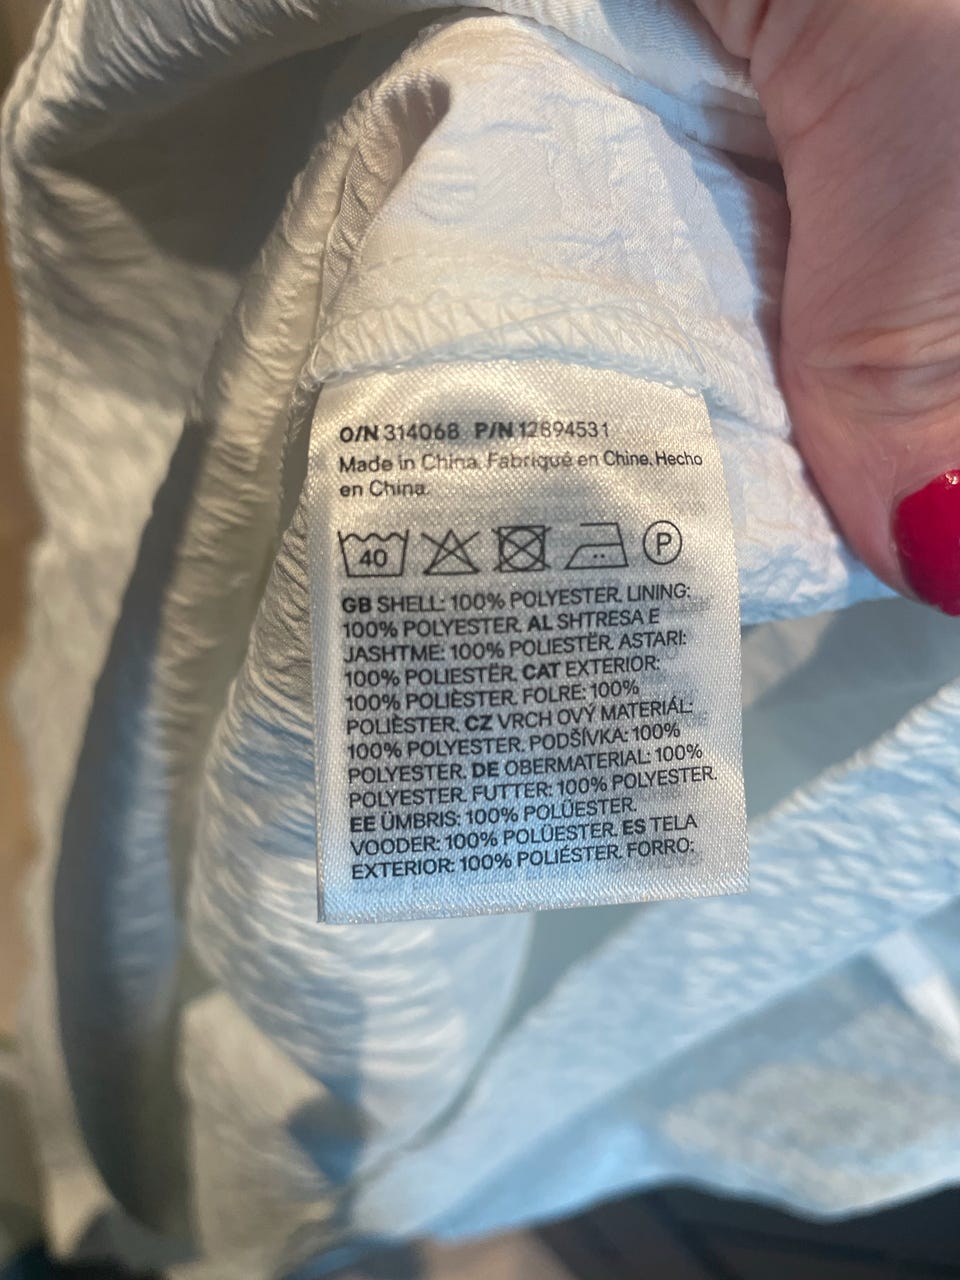 O/N 314068 P/N 12894531
Made in China. Fabriqué en Chine. Hecho
en China.
40 P
GB SHELL: 100% POLYESTER. LINING:
100% POLYESTER. AL SHTRESA E
JASHTME: 100% POLIESTËR. ASTARI:
100% POLIESTËR. CAT EXTERIOR:
100% POLIÈSTER. FOLRE: 100%
POLIÈSTER. CZ VRCH OVÝ MATERIÁL:
100% POLYESTER. PODŠÍVKA: 100%
POLYESTER. DE OBERMATERIAL: 100%
POLYESTER. FUTTER: 100% POLYESTER.
EE ÜMBRIS: 100% POLÜESTER.
VOODER: 100% POLÜESTER. ES TELA
EXTERIOR: 100% POLIÉSTER. FORRO: